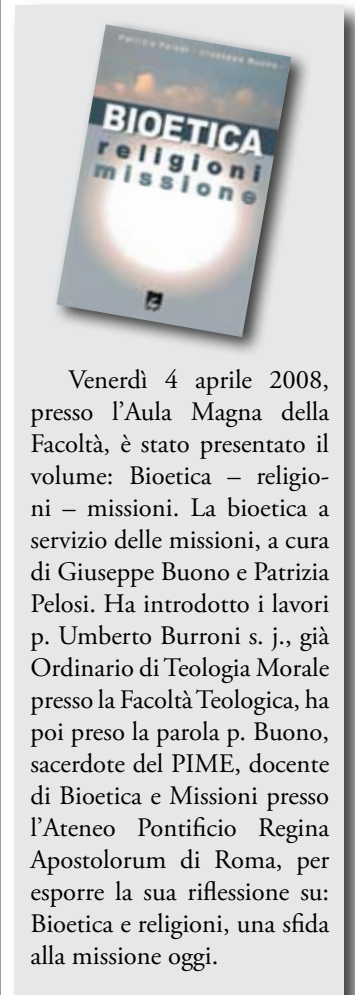 Patrizia Pelosi - Giuseppe Buono
BIOETICA
religioni
missione
Venerdì 4 aprile 2008,
presso l’Aula Magna della
Facoltà, è stato presentato il
volume: Bioetica – religio-
ni – missioni. La bioetica a
servizio delle missioni, a cura
di Giuseppe Buono e Patrizia
Pelosi. Ha introdotto i lavori
p. Umberto Burroni s. j., già
Ordinario di Teologia Morale
presso la Facoltà Teologica, ha
poi preso la parola p. Buono,
sacerdote del PIME, docente
di Bioetica e Missioni presso
l’Ateneo Pontificio Regina
Apostolorum di Roma, per
esporre la sua riflessione su:
Bioetica e religioni, una sfida
alla missione oggi.